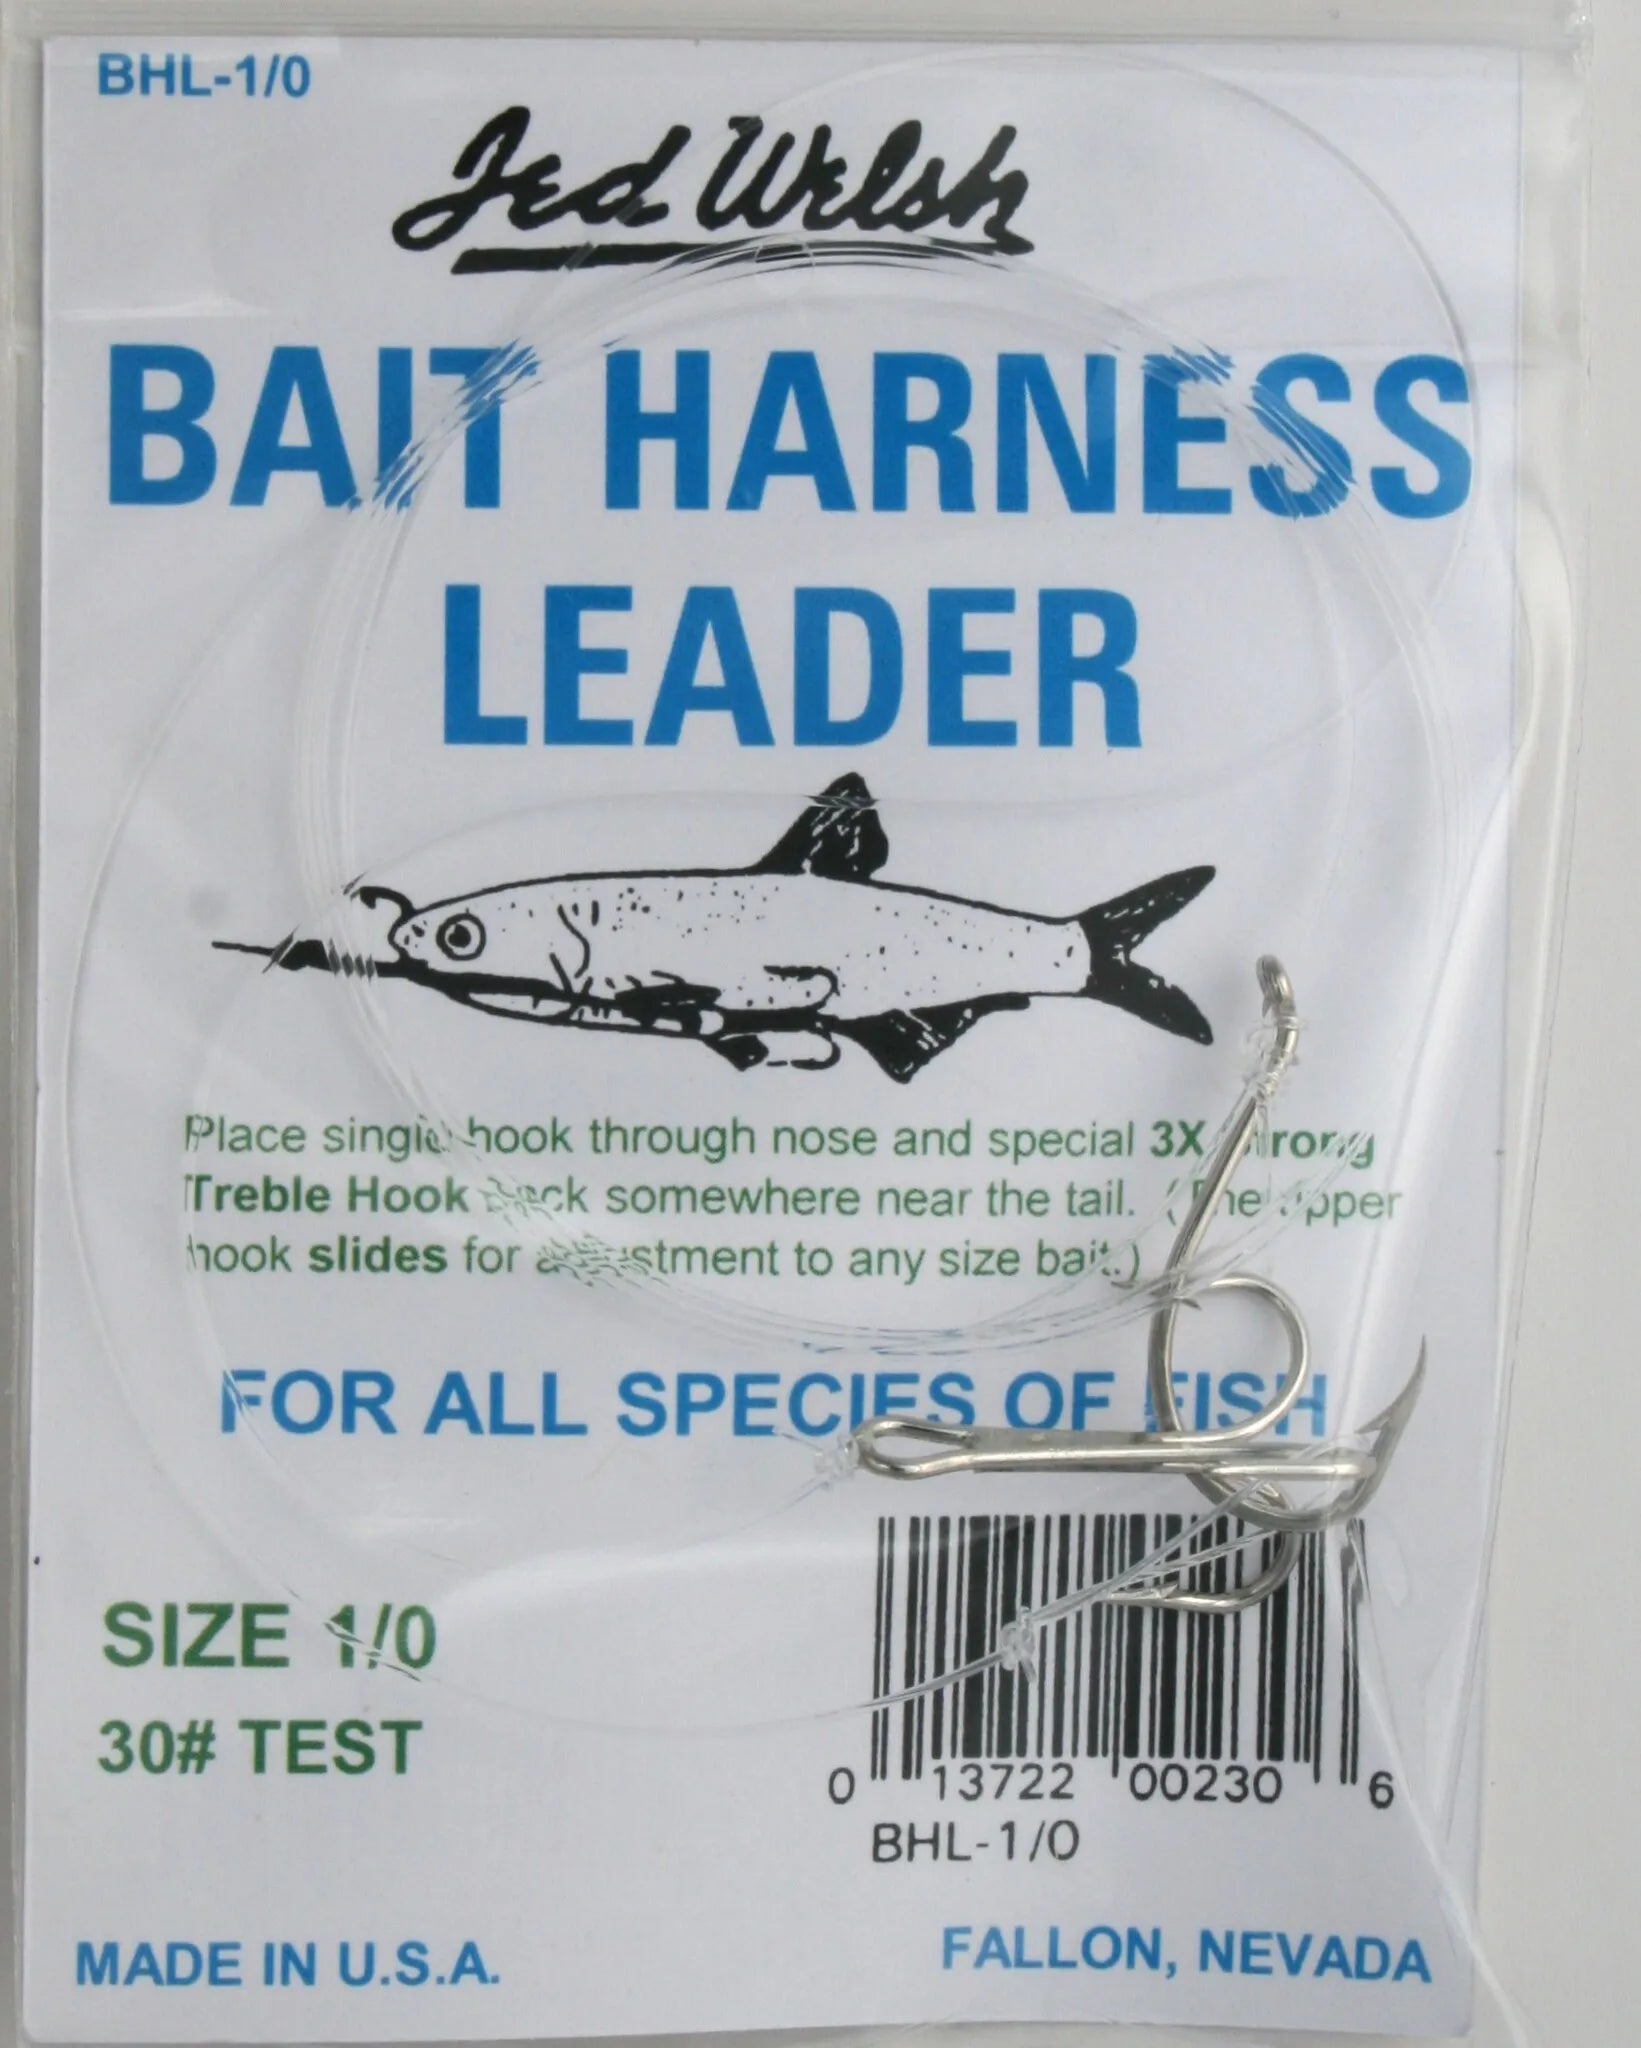 BHL-1/0
Jed Welsh
BAIT HARNESS
LEADER
Place single hook through nose and special 3X Strong
Treble Hook back somewhere near the tail. (The upper
hook slides for adjustment to any size bait.)
FOR ALL SPECIES OF FISH
SIZE 1/0
30# TEST
0 13722 00230 6
BHL-1/0
MADE IN U.S.A.
FALLON, NEVADA